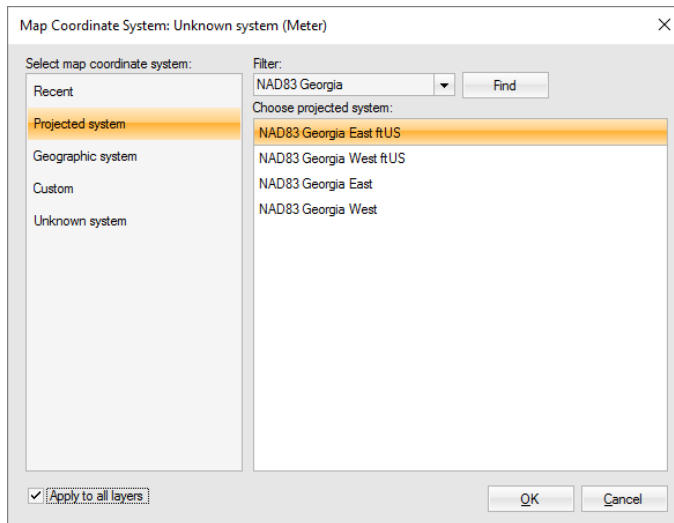 Map Coordinate System: Unknown system (Meter)
Select map coordinate system:
Recent
Projected system
Geographic system
Custom
Unknown system
Filter:
NAD83 Georgia
Find
Choose projected system:
NAD83 Georgia East ftUS
NAD83 Georgia West ftUS
NAD83 Georgia East
NAD83 Georgia West
Apply to all layers
OK
Cancel